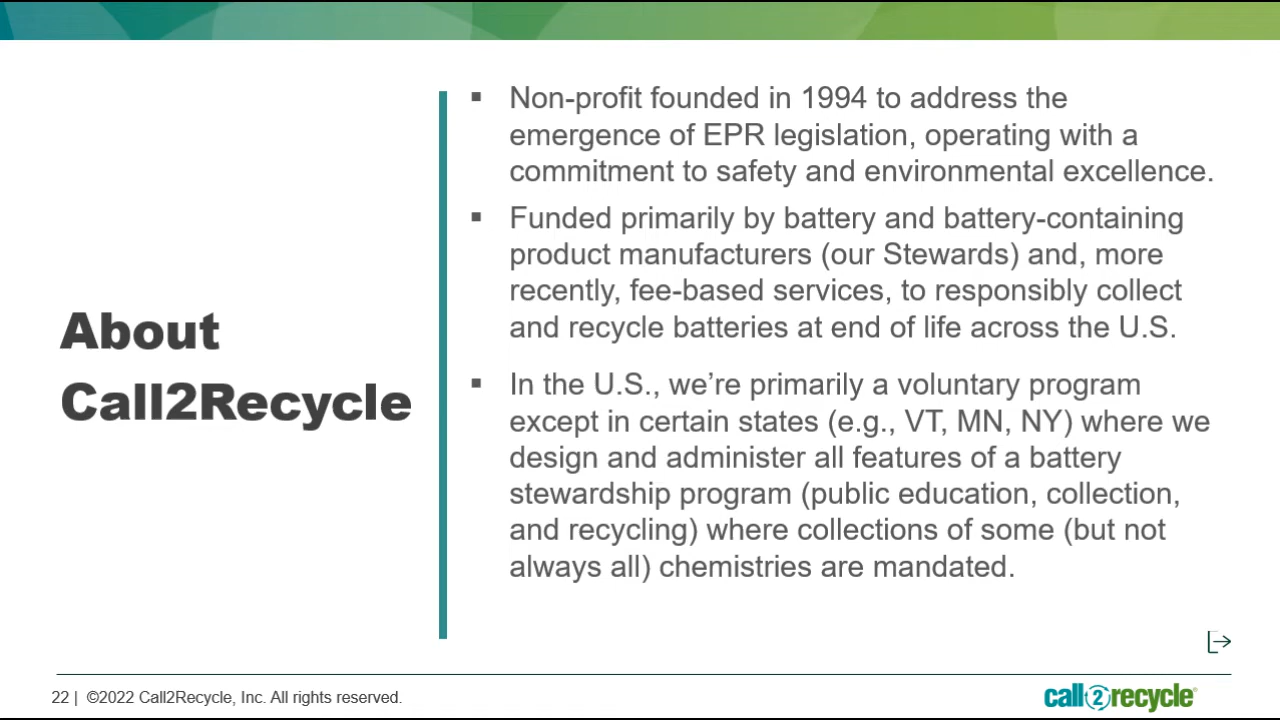 About
Call2Recycle
▪ Non-profit founded in 1994 to address the
emergence of EPR legislation, operating with a
commitment to safety and environmental excellence.
▪ Funded primarily by battery and battery-containing
product manufacturers (our Stewards) and, more
recently, fee-based services, to responsibly collect
and recycle batteries at end of life across the U.S.
▪ In the U.S., we’re primarily a voluntary program
except in certain states (e.g., VT, MN, NY) where we
design and administer all features of a battery
stewardship program (public education, collection,
and recycling) where collections of some (but not
always all) chemistries are mandated.
22 | ©2022 Call2Recycle, Inc. All rights reserved.
call2recycle®